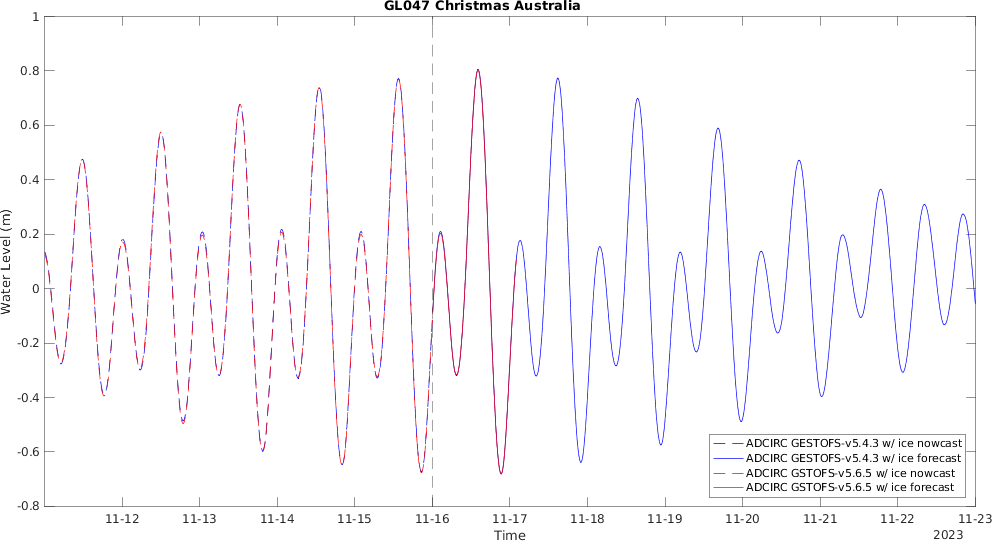 GL047 Christmas Australia
1
0.8
0.6
0.4
0.2
0
-0.2
-0.4
-0.6
-0.8
Water Level (m)
ADCIRC GESTOFS-v5.4.3 w/ ice nowcast
ADCIRC GESTOFS-v5.4.3 w/ ice forecast
ADCIRC GSTOFS-v5.6.5 w/ ice nowcast
ADCIRC GSTOFS-v5.6.5 w/ ice forecast
11-12 11-13 11-14 11-15 11-16 11-17 11-18 11-19 11-20 11-21 11-22 11-23
Time 2023